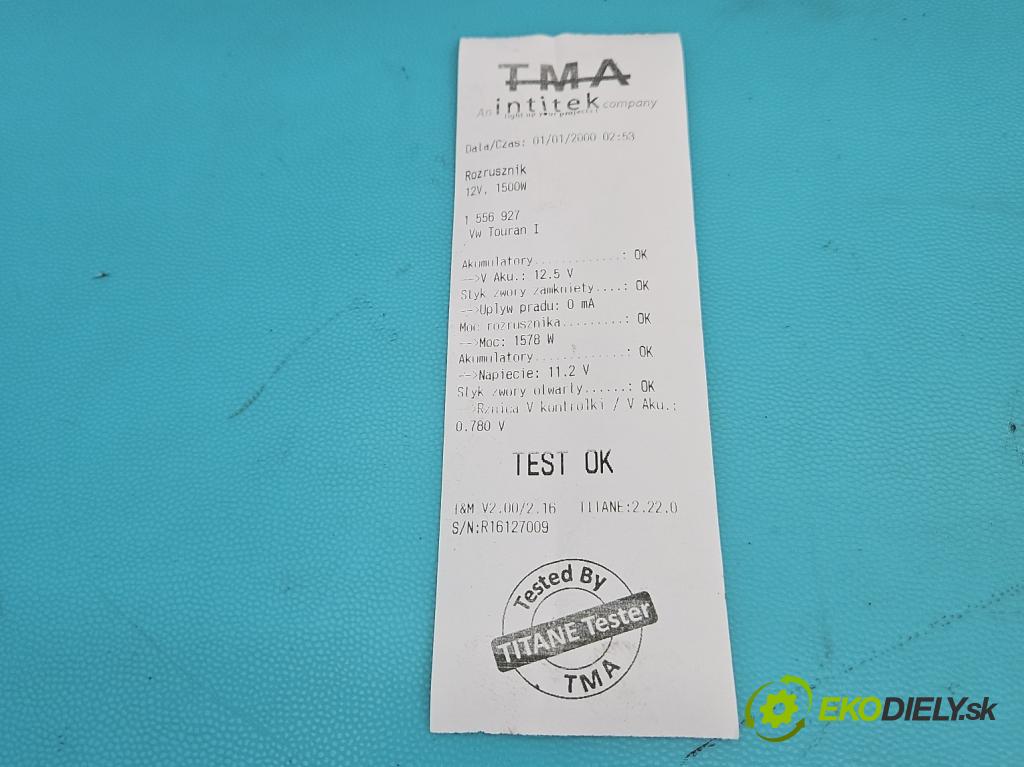 TMA
An intitek company
light up your projects !
Data/Czas: 01/01/2000 02:53
Rozrusznik
12V, 1500W
1 556 927
Vw Touran I
Akumulatory.............: OK
-->V Aku.: 12.5 V
Styk zwory zamkniety....: OK
-->Uplyw pradu: 0 mA
Moc rozrusznika.........: OK
-->Moc: 1578 W
Akumulatory.............: OK
-->Napiecie: 11.2 V
Styk zwory otwarty......: OK
-->Rznica V kontrolki / V Aku.:
0.780 V
TEST OK
I&M V2.00/2.16 TITANE:2.22.0
S/N:R16127009
Tested By
TITANE Tester
TMA
EKODIELY.sk